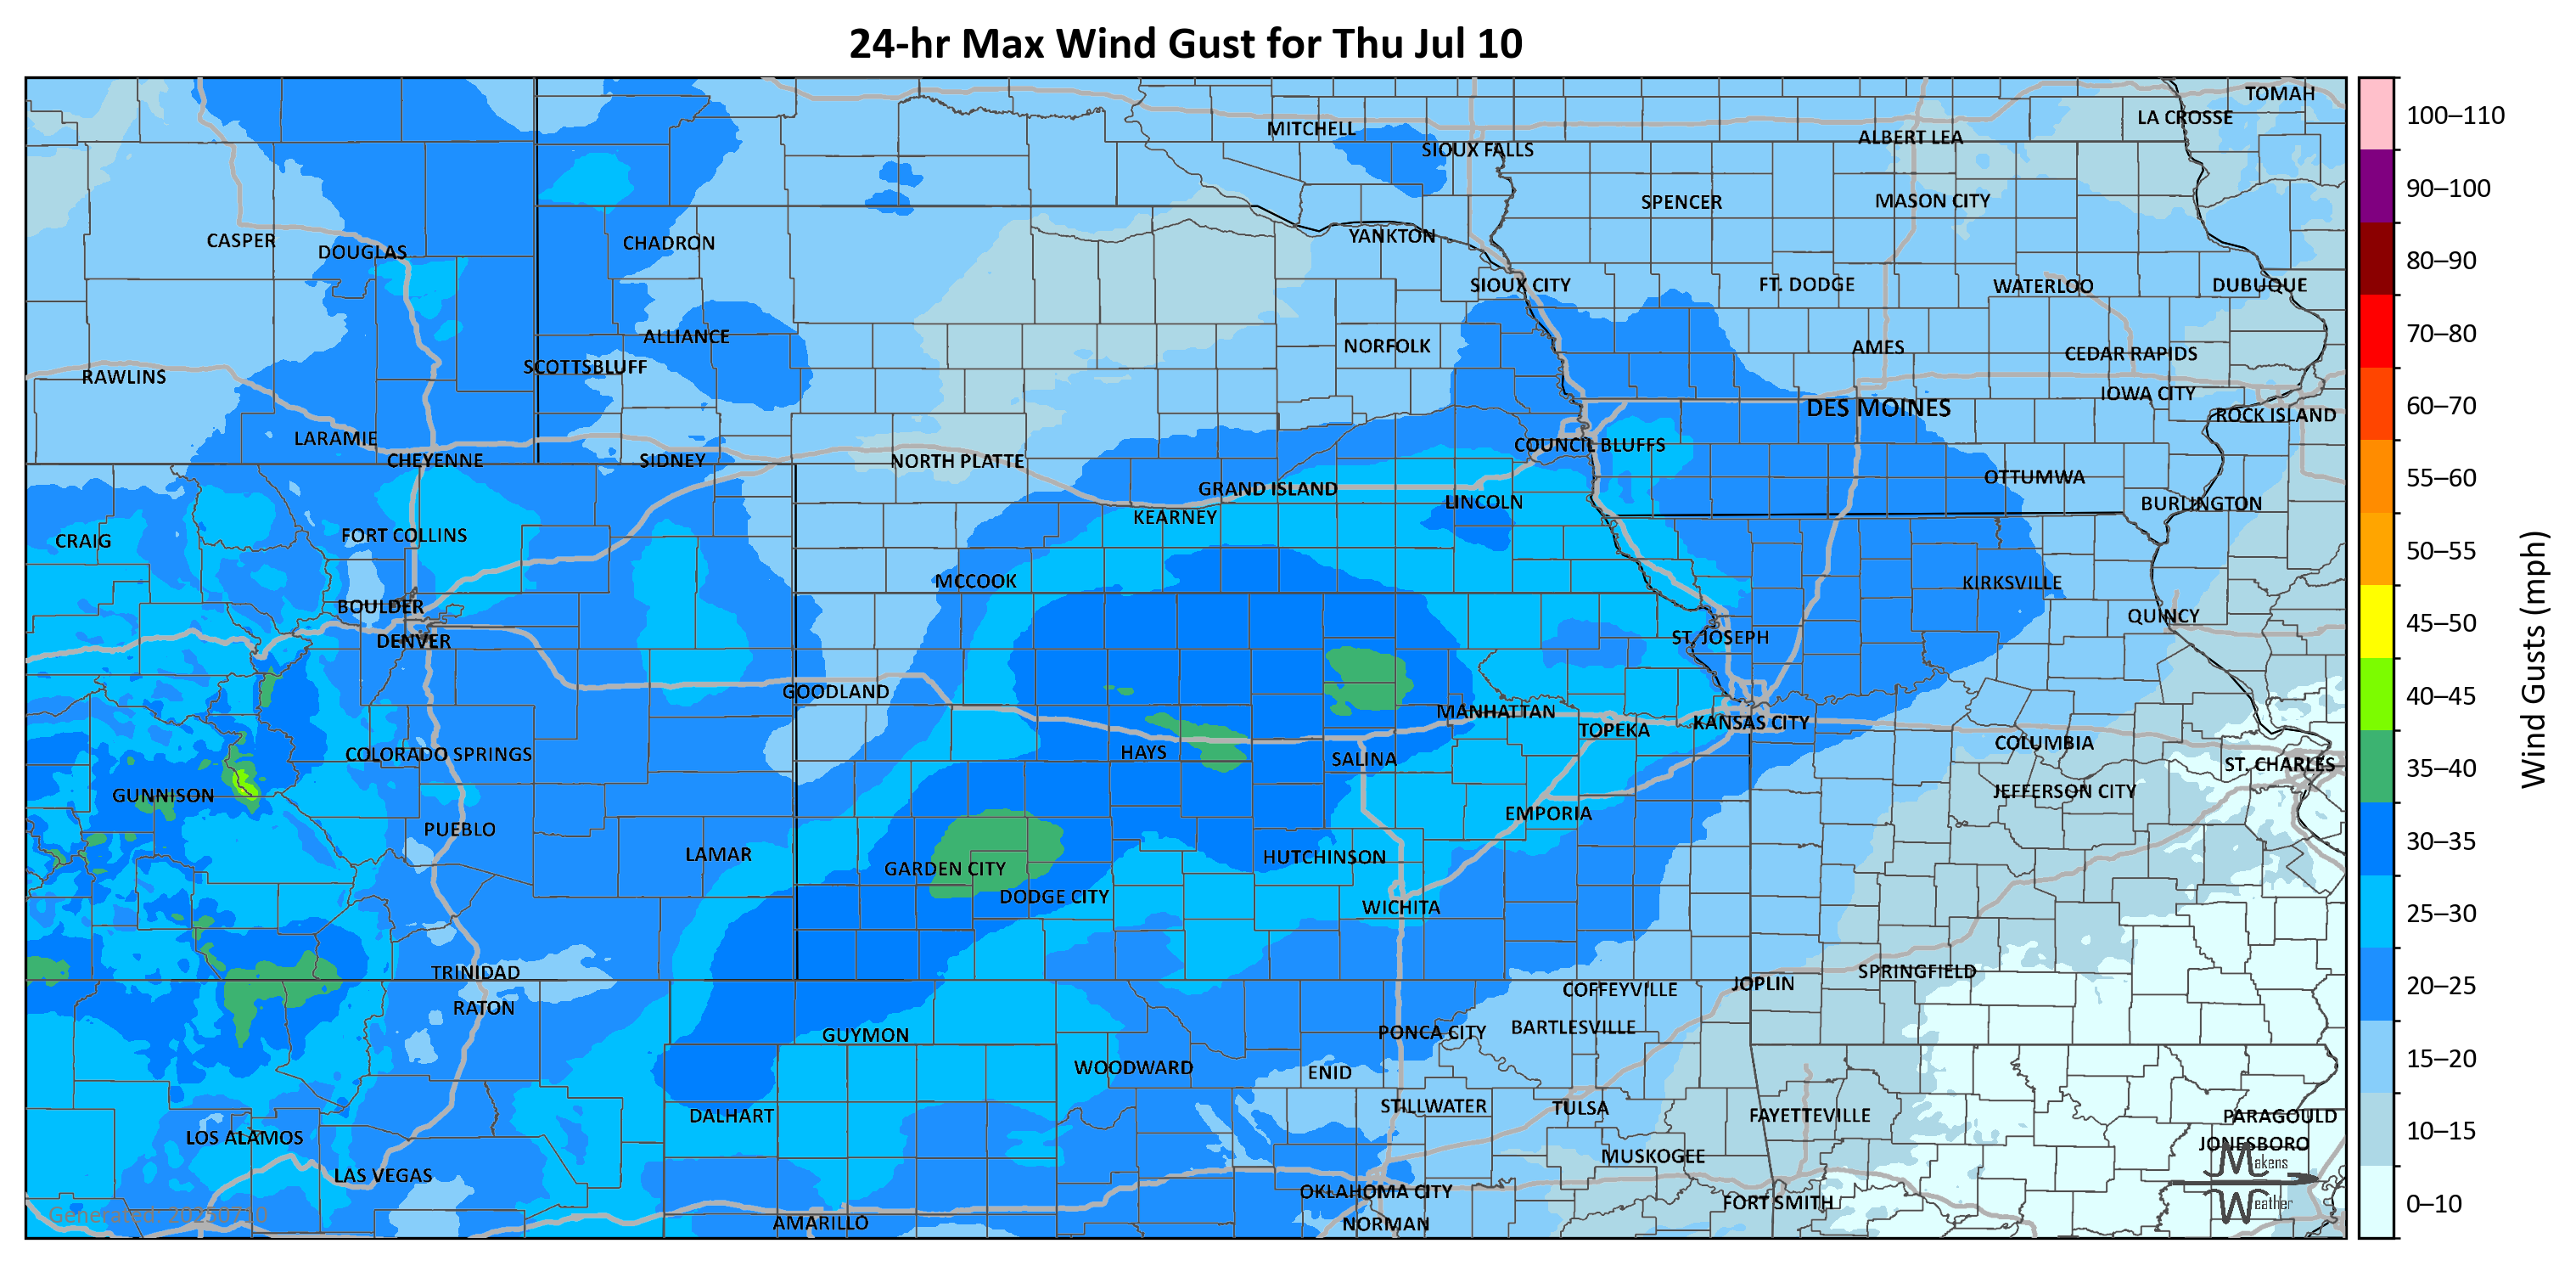 24-hr Max Wind Gust for Thu Jul 10
TOMAH
LA CROSSE
MITCHELL
ALBERT LEA
SIOUX FALLS
SPENCER
MASON CITY
CASPER
DOUGLAS
CHADRON
YANKTON
SIOUX CITY
FT. DODGE
WATERLOO
DUBUQUE
ALLIANCE
NORFOLK
AMES
CEDAR RAPIDS
SCOTTSBLUFF
RAWLINS
IOWA CITY
DES MOINES
ROCK ISLAND
LARAMIE
COUNCIL BLUFFS
CHEYENNE
SIDNEY
NORTH PLATTE
OTTUMWA
GRAND ISLAND
LINCOLN
BURLINGTON
KEARNEY
FORT COLLINS
CRAIG
MCCOOK
KIRKSVILLE
BOULDER
QUINCY
DENVER
ST. JOSEPH
GOODLAND
MANHATTAN
KANSAS CITY
TOPEKA
COLUMBIA
COLORADO SPRINGS
HAYS
SALINA
ST. CHARLES
GUNNISON
JEFFERSON CITY
EMPORIA
PUEBLO
LAMAR
HUTCHINSON
GARDEN CITY
DODGE CITY
WICHITA
TRINIDAD
SPRINGFIELD
JOPLIN
COFFEYVILLE
RATON
GUYMON
PONCA CITY
BARTLESVILLE
WOODWARD
ENID
DALHART
STILLWATER
TULSA
FAYETTEVILLE
PARAGOULD
LOS ALAMOS
JONESBORO
MUSKOGEE
LAS VEGAS
OKLAHOMA CITY
FORT SMITH
AMARILLO
NORMAN
Makens
Weather
100–110
90–100
80–90
70–80
60–70
55–60
50–55
45–50
40–45
35–40
30–35
25–30
20–25
15–20
10–15
0–10
Wind Gusts (mph)
Generated: